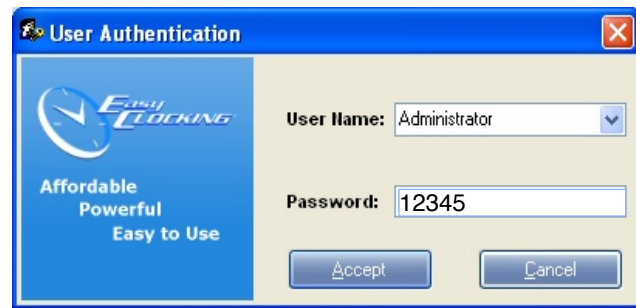 User Authentication
EASY
CLOCKING
Affordable
Powerful
Easy to Use
User Name: Administrator
Password: 12345
Accept Cancel